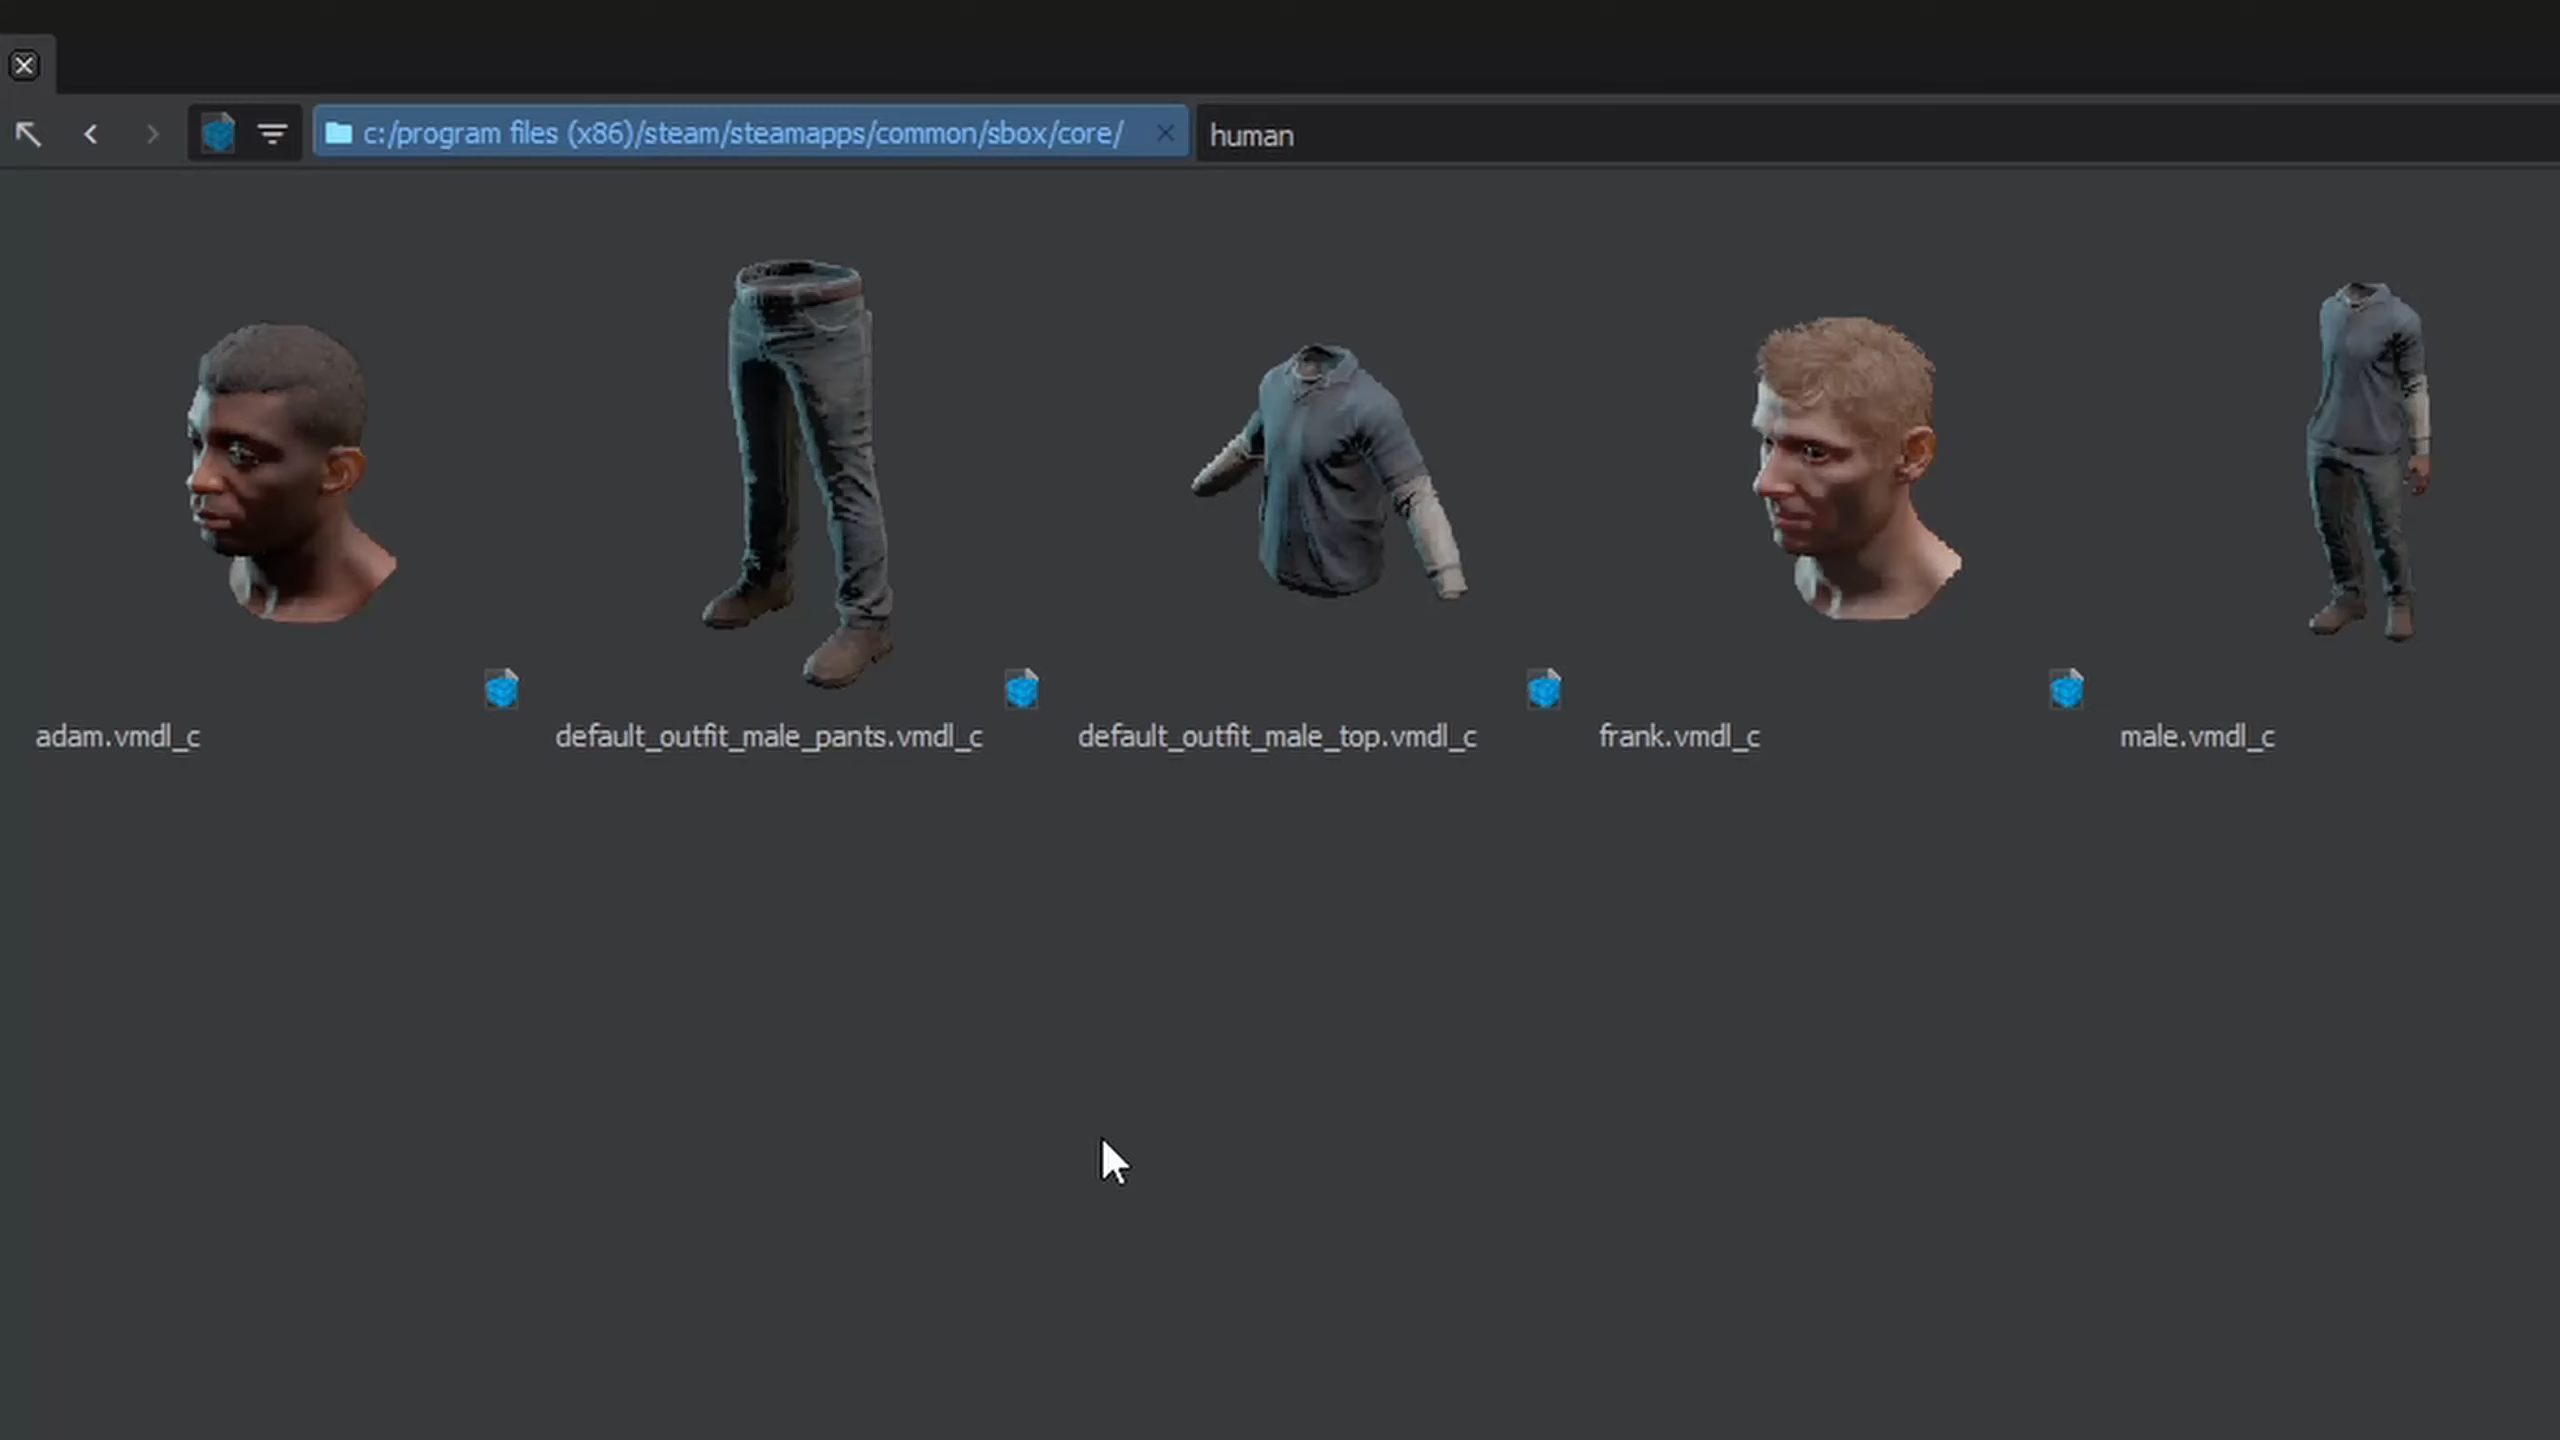 c:/program files (x86)/steam/steamapps/common/sbox/core/
human
adam.vmdl_c
default_outfit_male_pants.vmdl_c
default_outfit_male_top.vmdl_c
frank.vmdl_c
male.vmdl_c